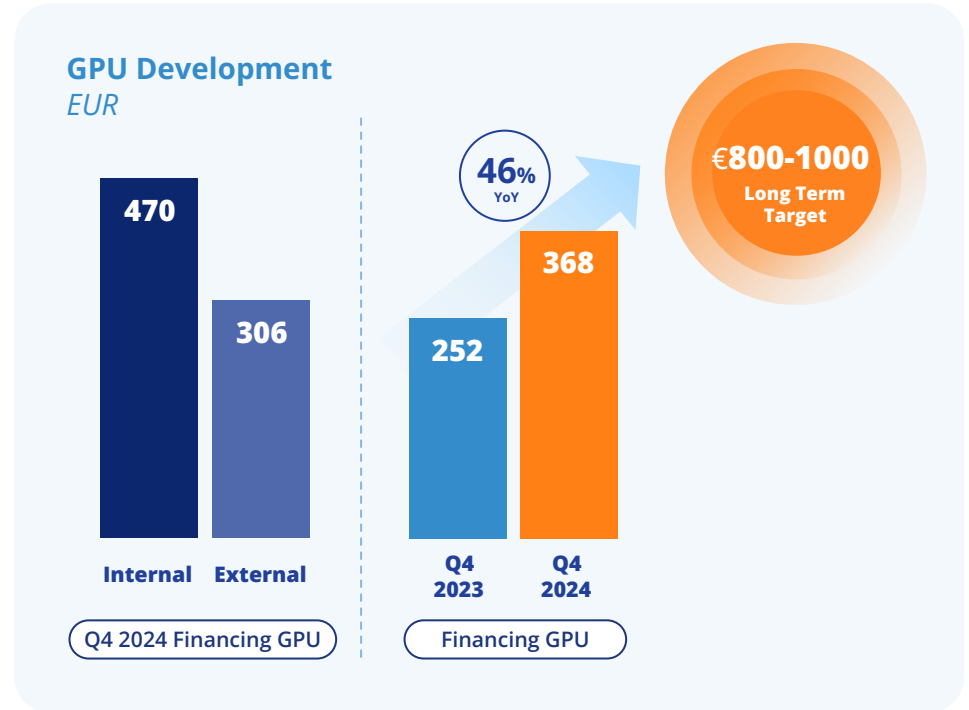 GPU Development
EUR
470
306
Internal
External
Q4 2024 Financing GPU
46%
YoY
252
368
Q4
2023
Q4
2024
Financing GPU
€800-1000
Long Term
Target